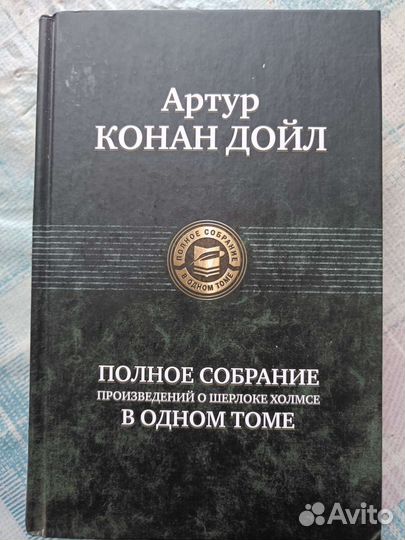 Артур
КОНАН ДОЙЛ
ПОЛНОЕ СОБРАНИЕ
В ОДНОМ ТОМЕ
ПОЛНОЕ СОБРАНИЕ
ПРОИЗВЕДЕНИЙ О ШЕРЛОКЕ ХОЛМСЕ
В ОДНОМ ТОМЕ
Avito